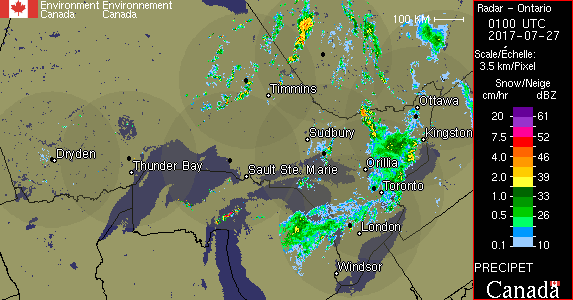 Environment Environnement
Canada Canada
100 KM
Timmins
Ottawa
Sudbury
Kingston
Dryden
Thunder Bay
Sault Ste. Marie
Orillia
Toronto
London
Windsor
Radar - Ontario
0100 UTC
2017-07-27
Scale/Échelle:
3.5 km/Pixel
Snow/Neige
cm/hr dBZ
20 61
7.5 52
4.0 46
2.0 39
1.0 33
0.5 26
0.1 10
PRECIPET
Canada